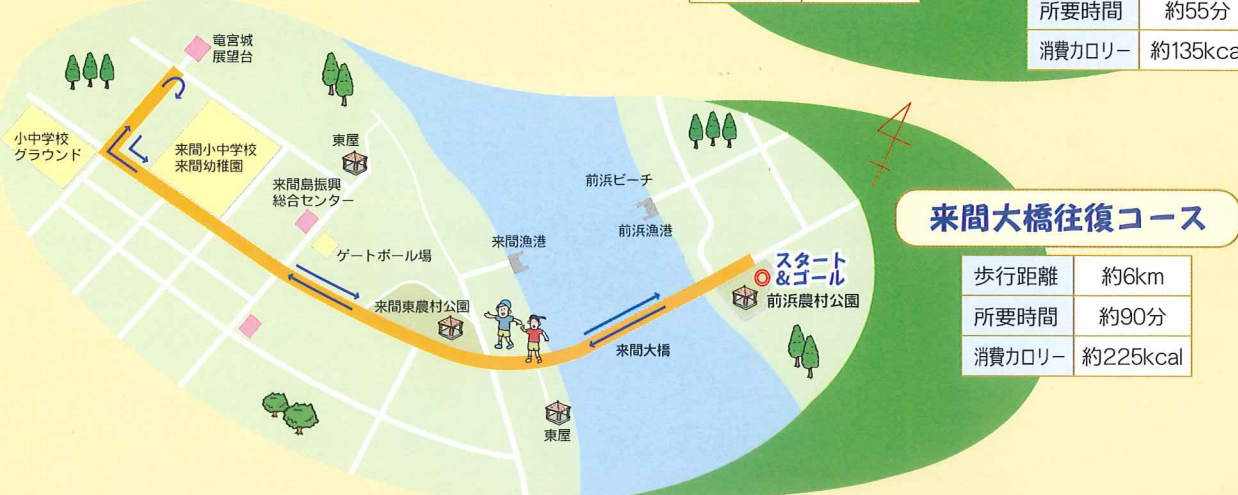 所要時間 約55分
消費カロリー 約135kca
竜宮城
展望台
小中学校
グラウンド
来間小中学校
来間幼稚園
東屋
来間島振興
総合センター
ゲートボール場
来間漁港
前浜ビーチ
前浜漁港
スタート
&ゴール
前浜農村公園
来間東農村公園
来間大橋
東屋
来間大橋往復コース
歩行距離 約6km
所要時間 約90分
消費カロリー 約225kcal